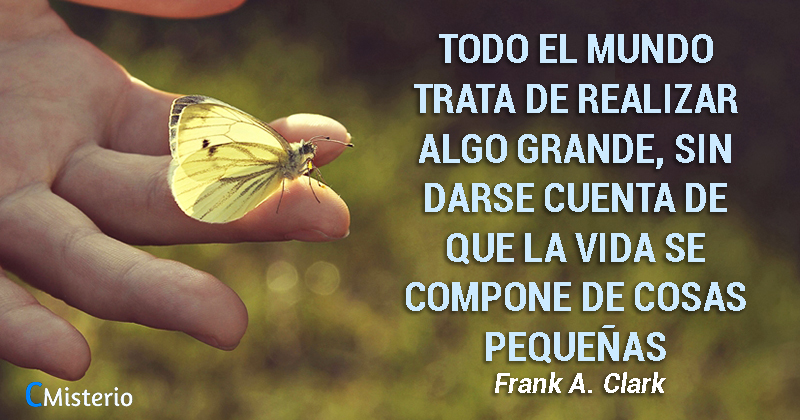 TODO EL MUNDO
TRATA DE REALIZAR
ALGO GRANDE, SIN
DARSE CUENTA DE
QUE LA VIDA SE
COMPONE DE COSAS
PEQUEÑAS
Frank A. Clark
CMisterio